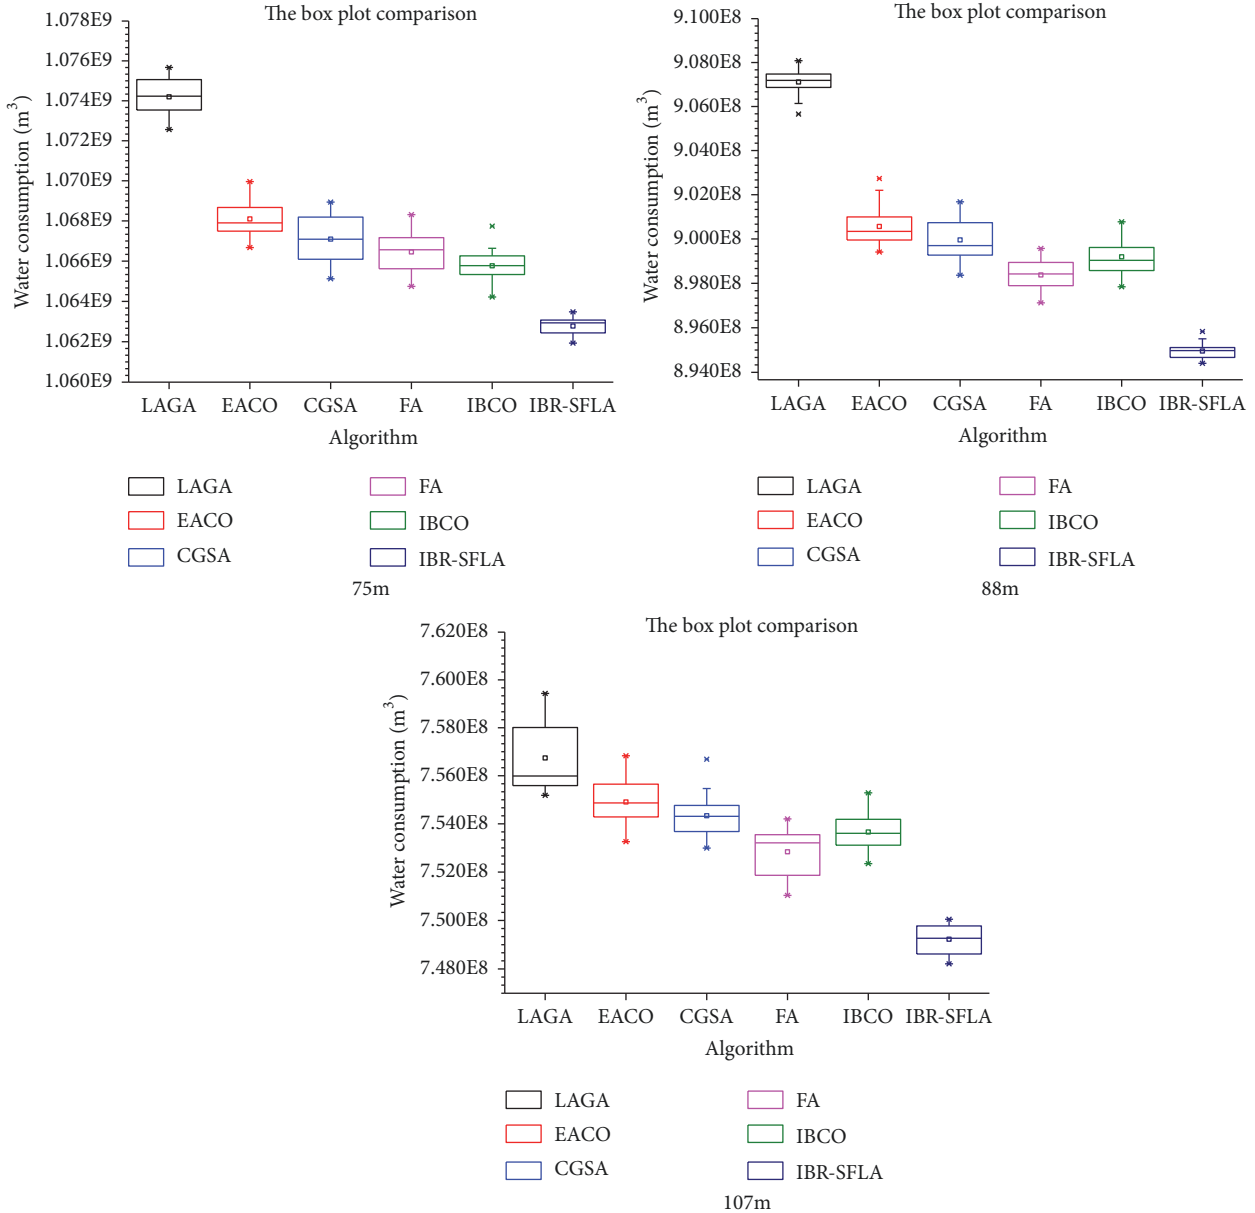 The box plot comparison
1.078E9
1.076E9
1.074E9
1.072E9
1.070E9
1.068E9
1.066E9
1.064E9
1.062E9
1.060E9
Water consumption (m³)
LAGA EACO CGSA FA IBCO IBR-SFLA
Algorithm
LAGA FA
EACO IBCO
CGSA IBR-SFLA
75m
The box plot comparison
9.100E8
9.080E8
9.060E8
9.040E8
9.020E8
9.000E8
8.980E8
8.960E8
8.940E8
Water consumption (m³)
LAGA EACO CGSA FA IBCO IBR-SFLA
Algorithm
LAGA FA
EACO IBCO
CGSA IBR-SFLA
88m
The box plot comparison
7.620E8
7.600E8
7.580E8
7.560E8
7.540E8
7.520E8
7.500E8
7.480E8
Water consumption (m³)
LAGA EACO CGSA FA IBCO IBR-SFLA
Algorithm
LAGA FA
EACO IBCO
CGSA IBR-SFLA
107m